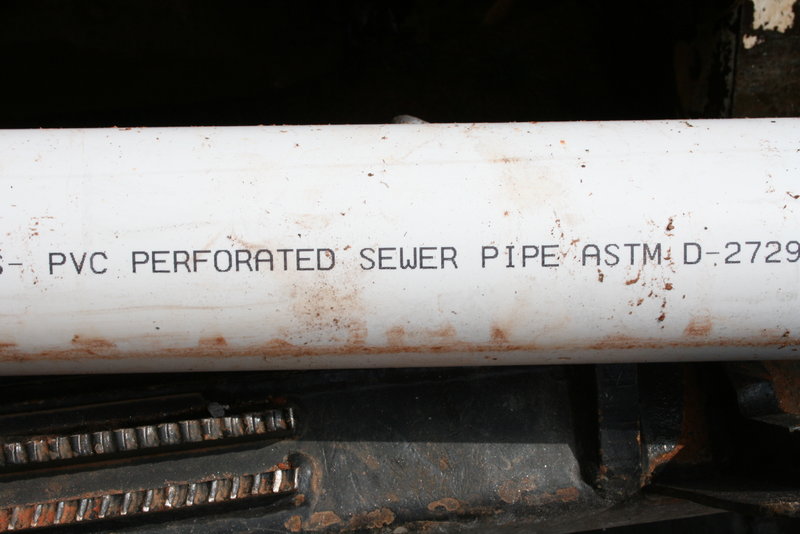 - PVC PERFORATED SEWER PIPE ASTM D-2729